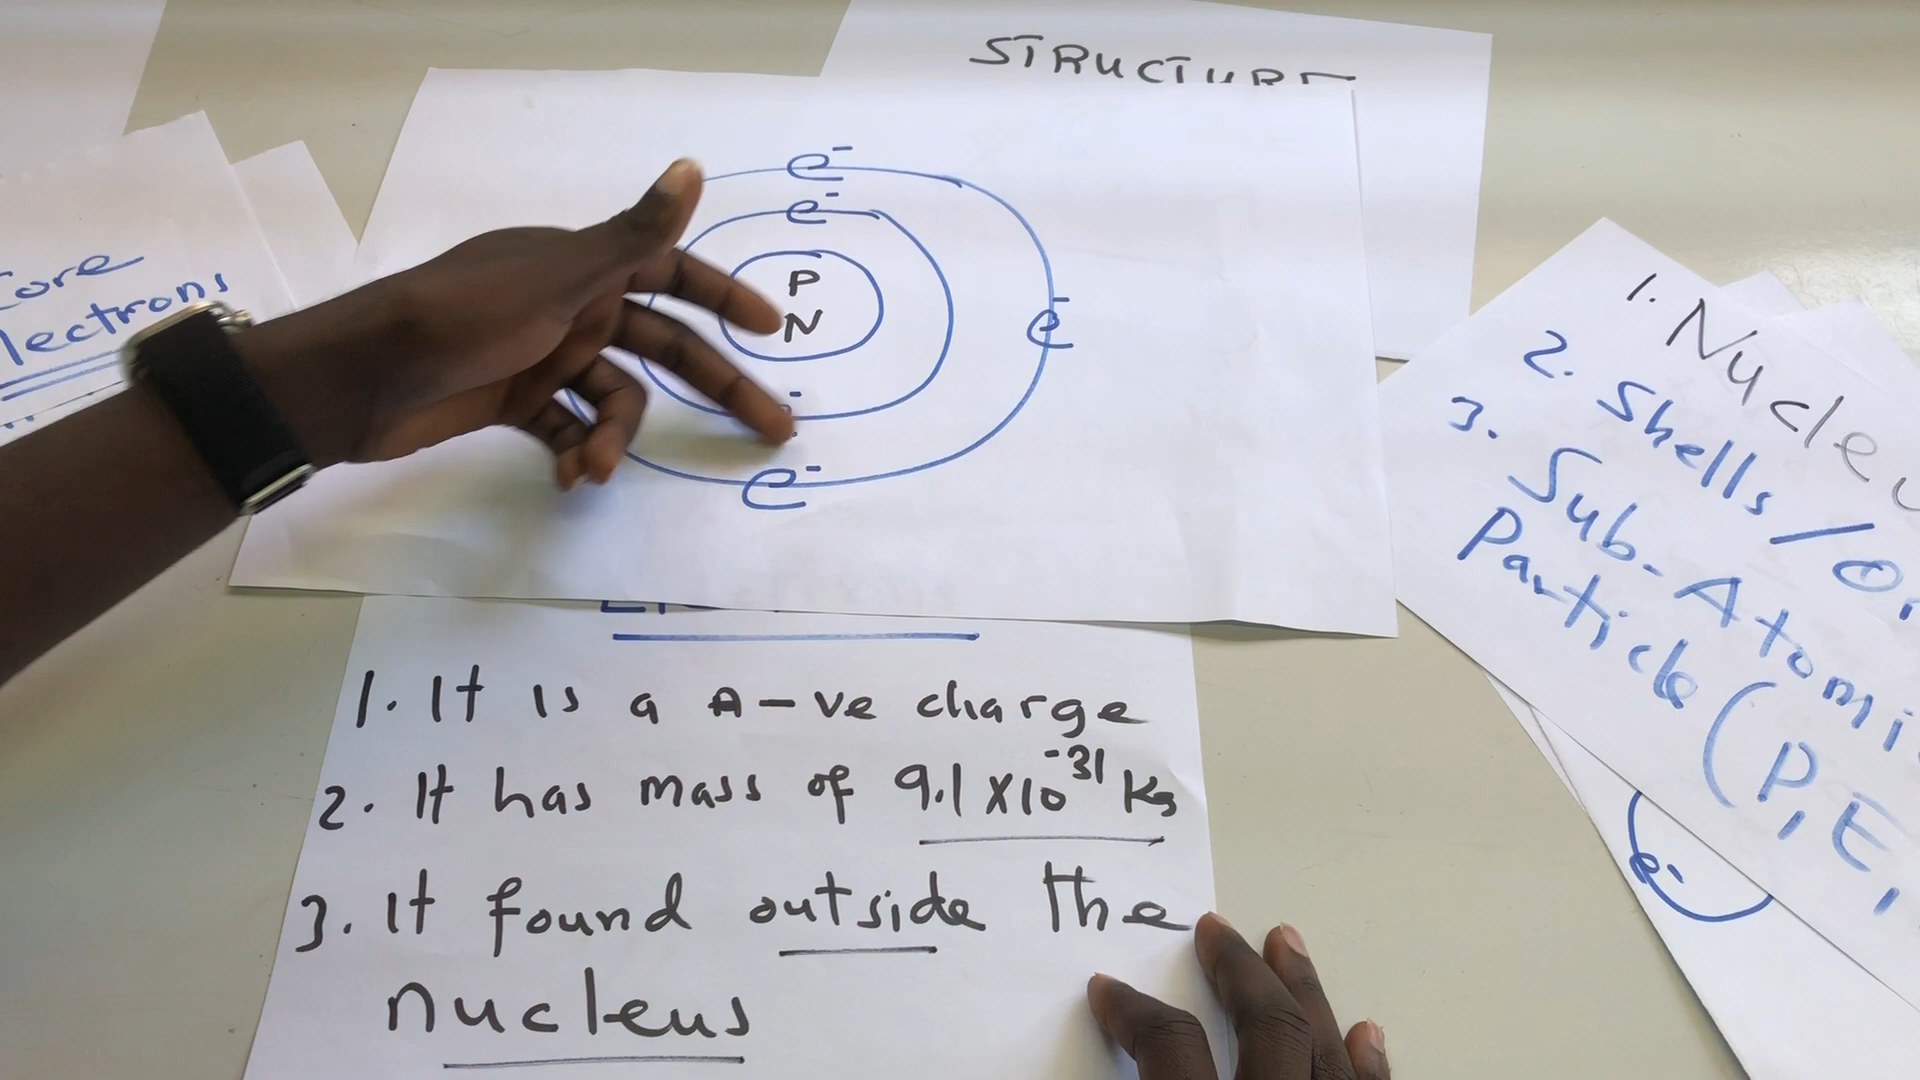 STRUCTURE
Core
lectrons
e-
e-
P
N
e-
e-
1. It is a A -ve charge
2. It has mass of 9.1 X10-31 Kg
3. It found outside The
nucleus
1. Nucleu
2. Shells / O
3. Sub-Atomi
Particle (P, E,
e-